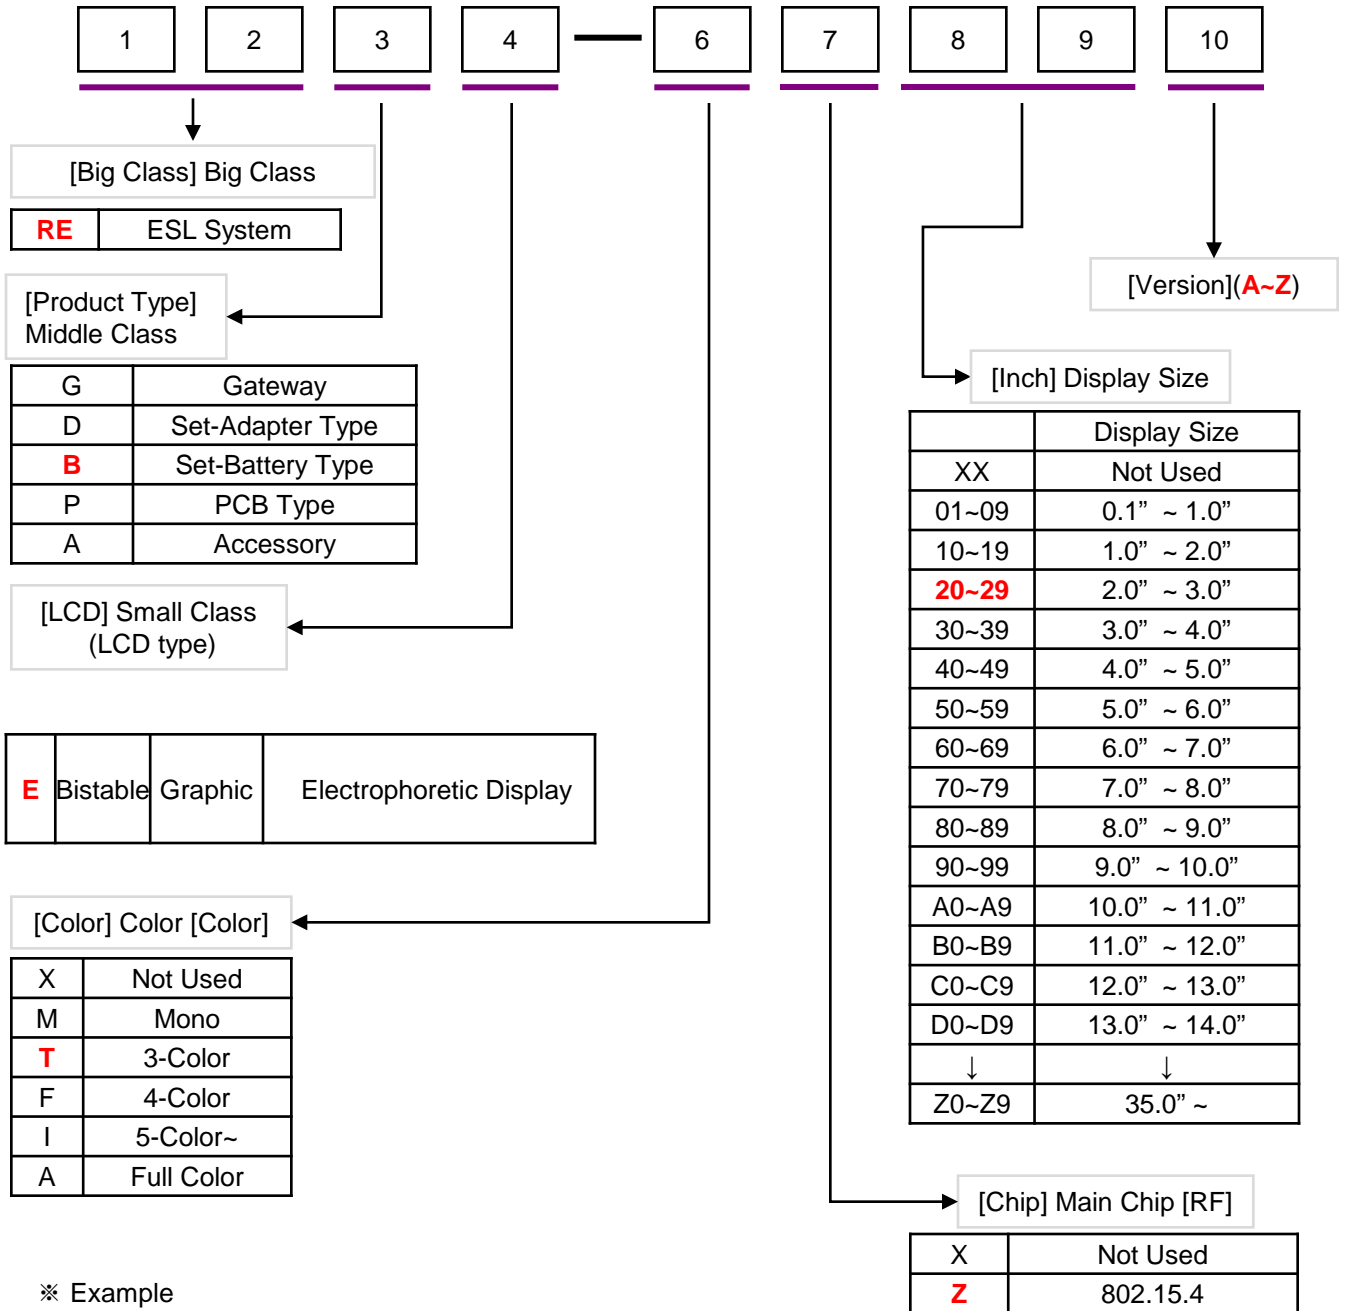 1 2 3 4 — 6 7 8 9 10
[Big Class] Big Class
RE ESL System
[Product Type]
Middle Class
G Gateway
D Set-Adapter Type
B Set-Battery Type
P PCB Type
A Accessory
[LCD] Small Class
(LCD type)
E Bistable Graphic Electrophoretic Display
[Color] Color [Color]
X Not Used
M Mono
T 3-Color
F 4-Color
I 5-Color~
A Full Color
※ Example
[Version](A~Z)
[Inch] Display Size
Display Size
XX Not Used
01~09 0.1” ~ 1.0”
10~19 1.0” ~ 2.0”
20~29 2.0” ~ 3.0”
30~39 3.0” ~ 4.0”
40~49 4.0” ~ 5.0”
50~59 5.0” ~ 6.0”
60~69 6.0” ~ 7.0”
70~79 7.0” ~ 8.0”
80~89 8.0” ~ 9.0”
90~99 9.0” ~ 10.0”
A0~A9 10.0” ~ 11.0”
B0~B9 11.0” ~ 12.0”
C0~C9 12.0” ~ 13.0”
D0~D9 13.0” ~ 14.0”
↓ ↓
Z0~Z9 35.0” ~
[Chip] Main Chip [RF]
X Not Used
Z 802.15.4